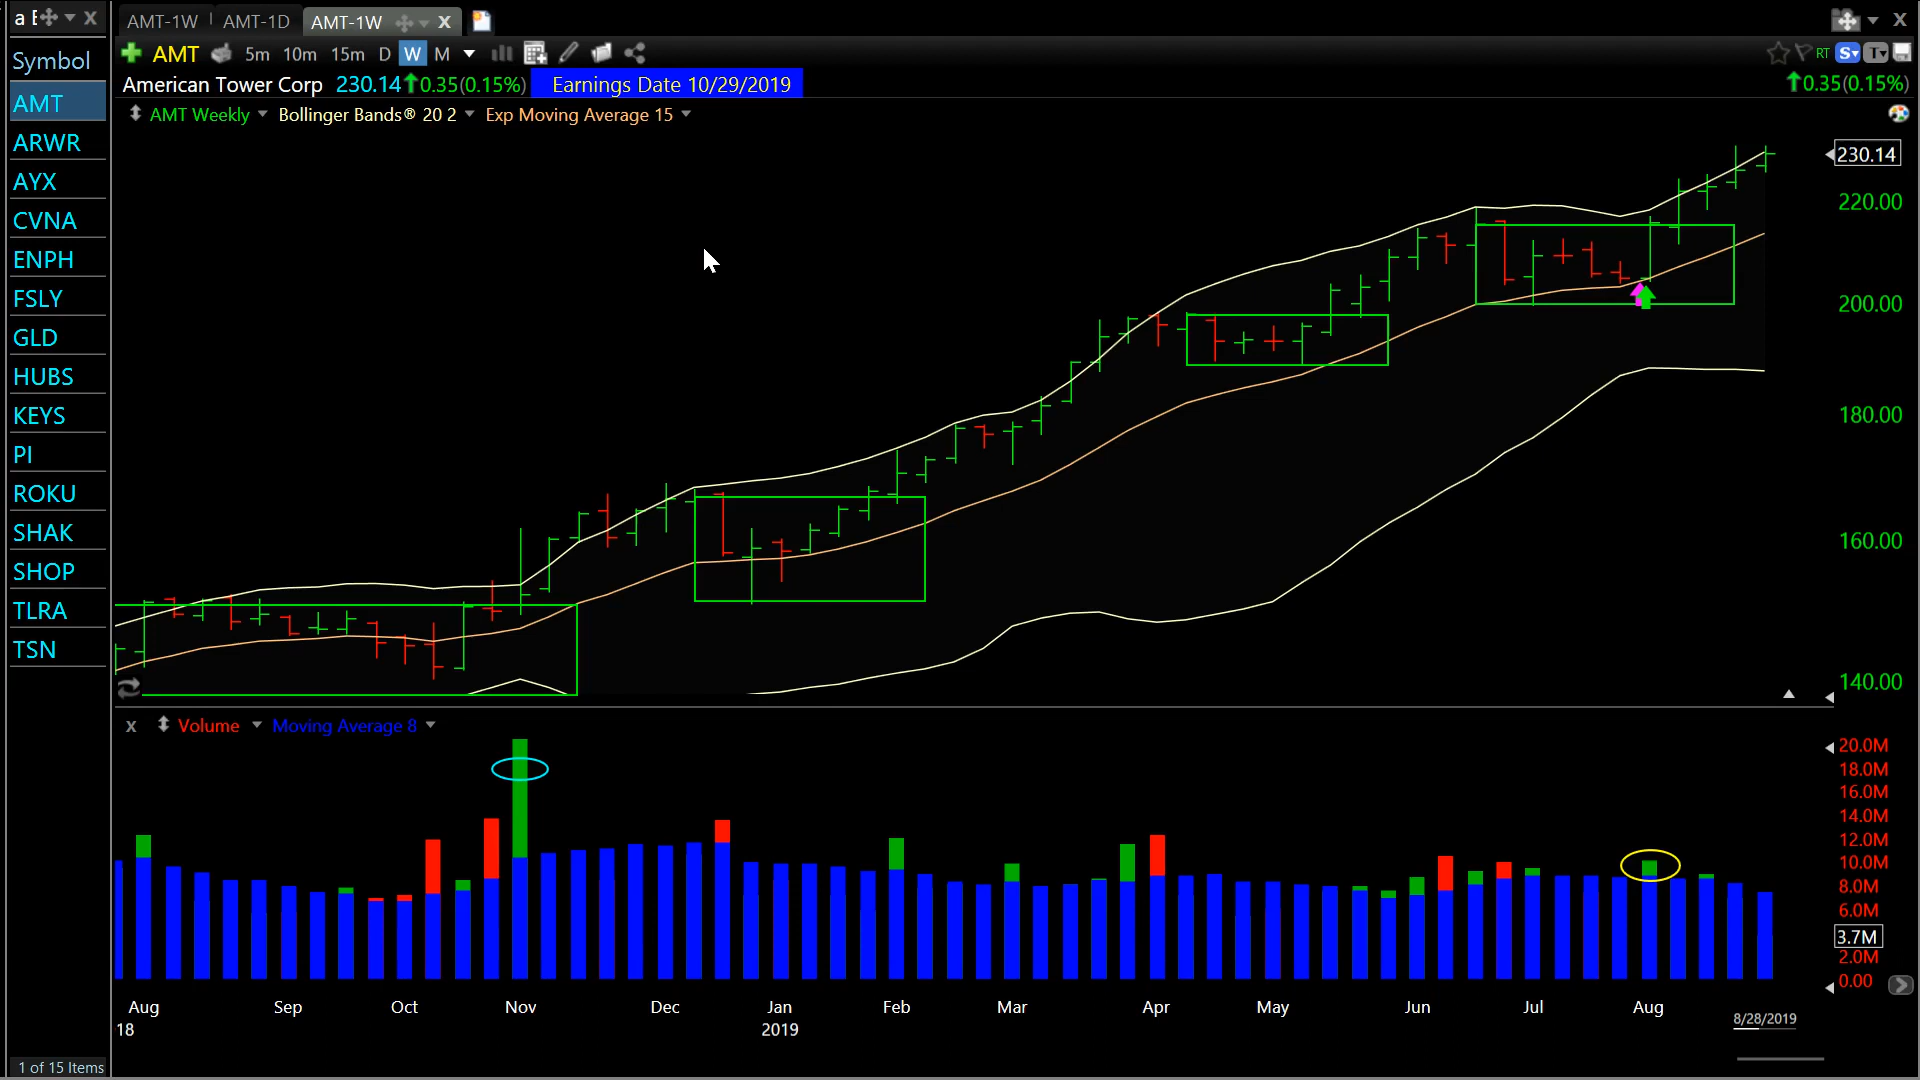 a E
AMT-1W
AMT-1D
AMT-1W
AMT 5m 10m 15m D W M
RT S T
Symbol
American Tower Corp 230.14 0.35(0.15%) Earnings Date 10/29/2019
0.35(0.15%)
AMT Weekly Bollinger Bands® 20 2 Exp Moving Average 15
AMT
ARWR
AYX
CVNA
ENPH
FSLY
GLD
HUBS
KEYS
PI
ROKU
SHAK
SHOP
TLRA
TSN
1 of 15 Items
230.14
220.00
200.00
180.00
160.00
140.00
X Volume Moving Average 8
20.0M
18.0M
16.0M
14.0M
12.0M
10.0M
8.0M
6.0M
3.7M
2.0M
0.00
Aug Sep Oct Nov Dec Jan Feb Mar Apr May Jun Jul Aug
18 2019 8/28/2019